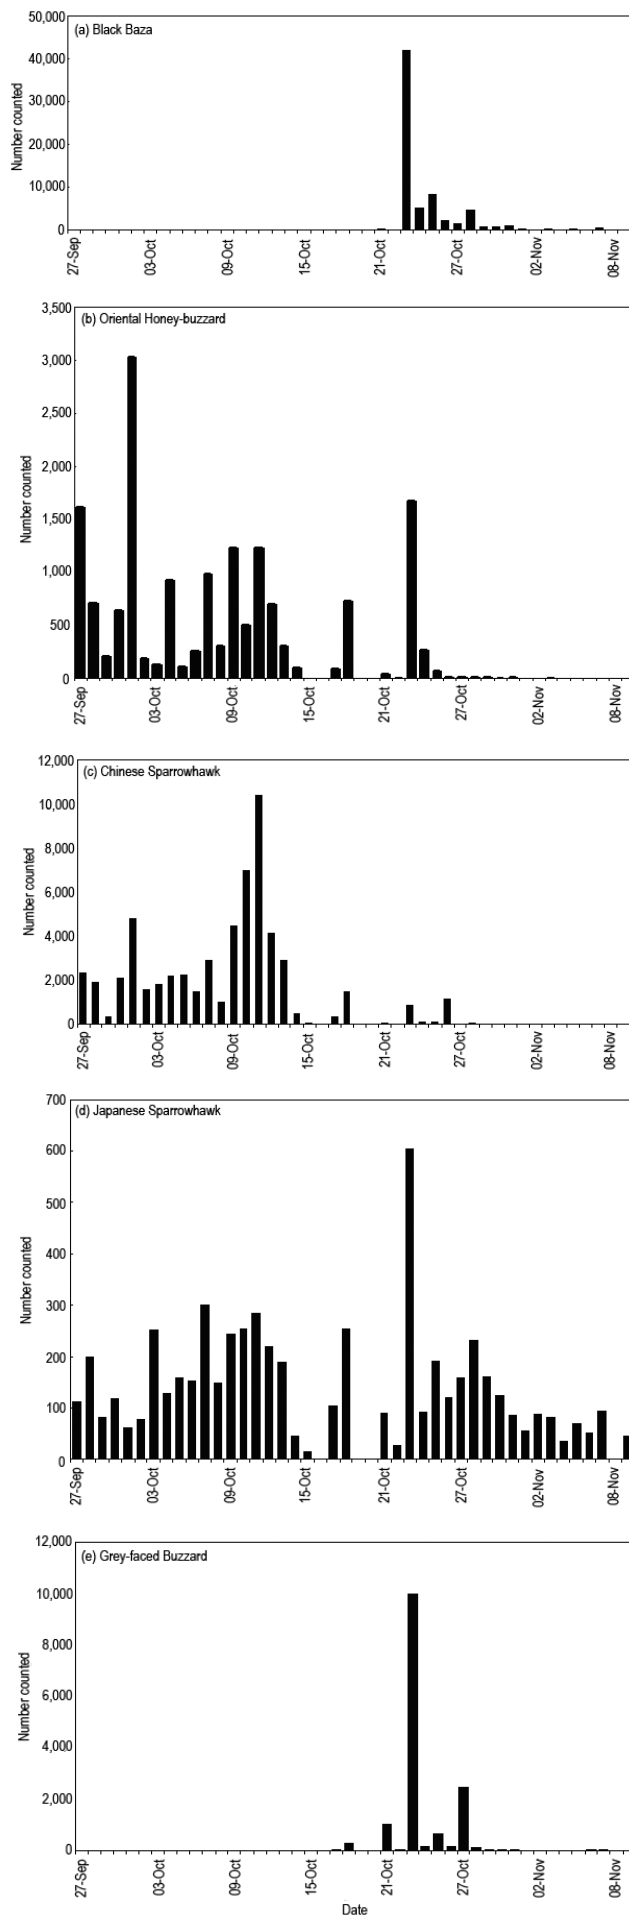 (a) Black Baza
Number counted
50,000
40,000
30,000
20,000
10,000
0
27-Sep
03-Oct
09-Oct
15-Oct
21-Oct
27-Oct
02-Nov
08-Nov
(b) Oriental Honey-buzzard
Number counted
3,500
3,000
2,500
2,000
1,500
1,000
500
0
27-Sep
03-Oct
09-Oct
15-Oct
21-Oct
27-Oct
02-Nov
08-Nov
(c) Chinese Sparrowhawk
Number counted
12,000
10,000
8,000
6,000
4,000
2,000
0
27-Sep
03-Oct
09-Oct
15-Oct
21-Oct
27-Oct
02-Nov
08-Nov
(d) Japanese Sparrowhawk
Number counted
700
600
500
400
300
200
100
0
27-Sep
03-Oct
09-Oct
15-Oct
21-Oct
27-Oct
02-Nov
08-Nov
(e) Grey-faced Buzzard
Number counted
12,000
10,000
8,000
6,000
4,000
2,000
0
27-Sep
03-Oct
09-Oct
15-Oct
21-Oct
27-Oct
02-Nov
08-Nov
Date